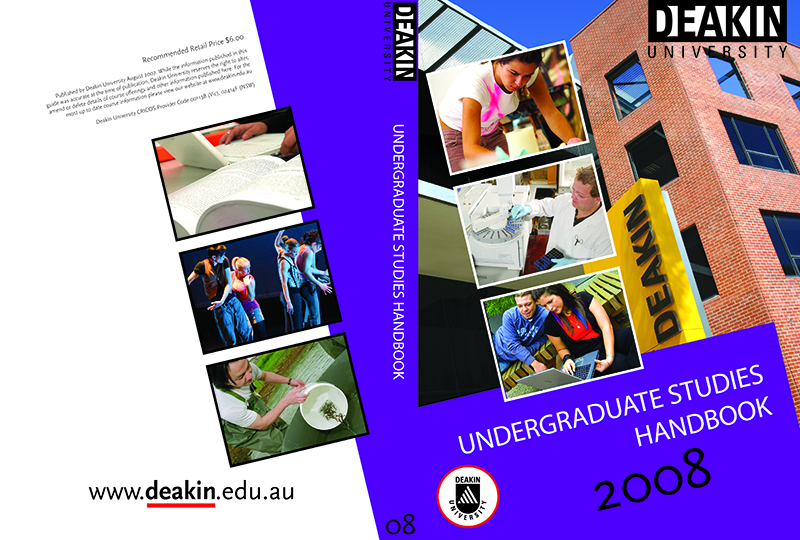 Recommended Retail Price $6.00
Published by Deakin University August 2007. While the information published in this
guide was accurate at the time of publication, Deakin University reserves the right to alter,
amend or delete details of course offerings and other information published here. For the
most up to date course information please view our website at www.deakin.edu.au
Deakin University CRICOS Provider Code 00113B (Vic), 02414F (NSW)
www.deakin.edu.au
DEAKIN
UNIVERSITY
UNDERGRADUATE STUDIES HANDBOOK
08
DEAKIN
UNIVERSITY
DEAKIN
UNDERGRADUATE STUDIES
HANDBOOK
2008
DEAKIN
UNIVERSITY